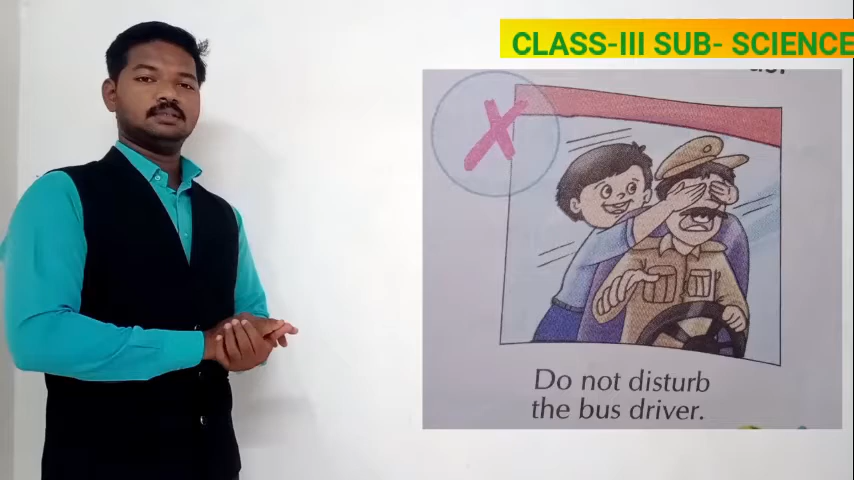 CLASS-III SUB- SCIENCE
Do not disturb
the bus driver.